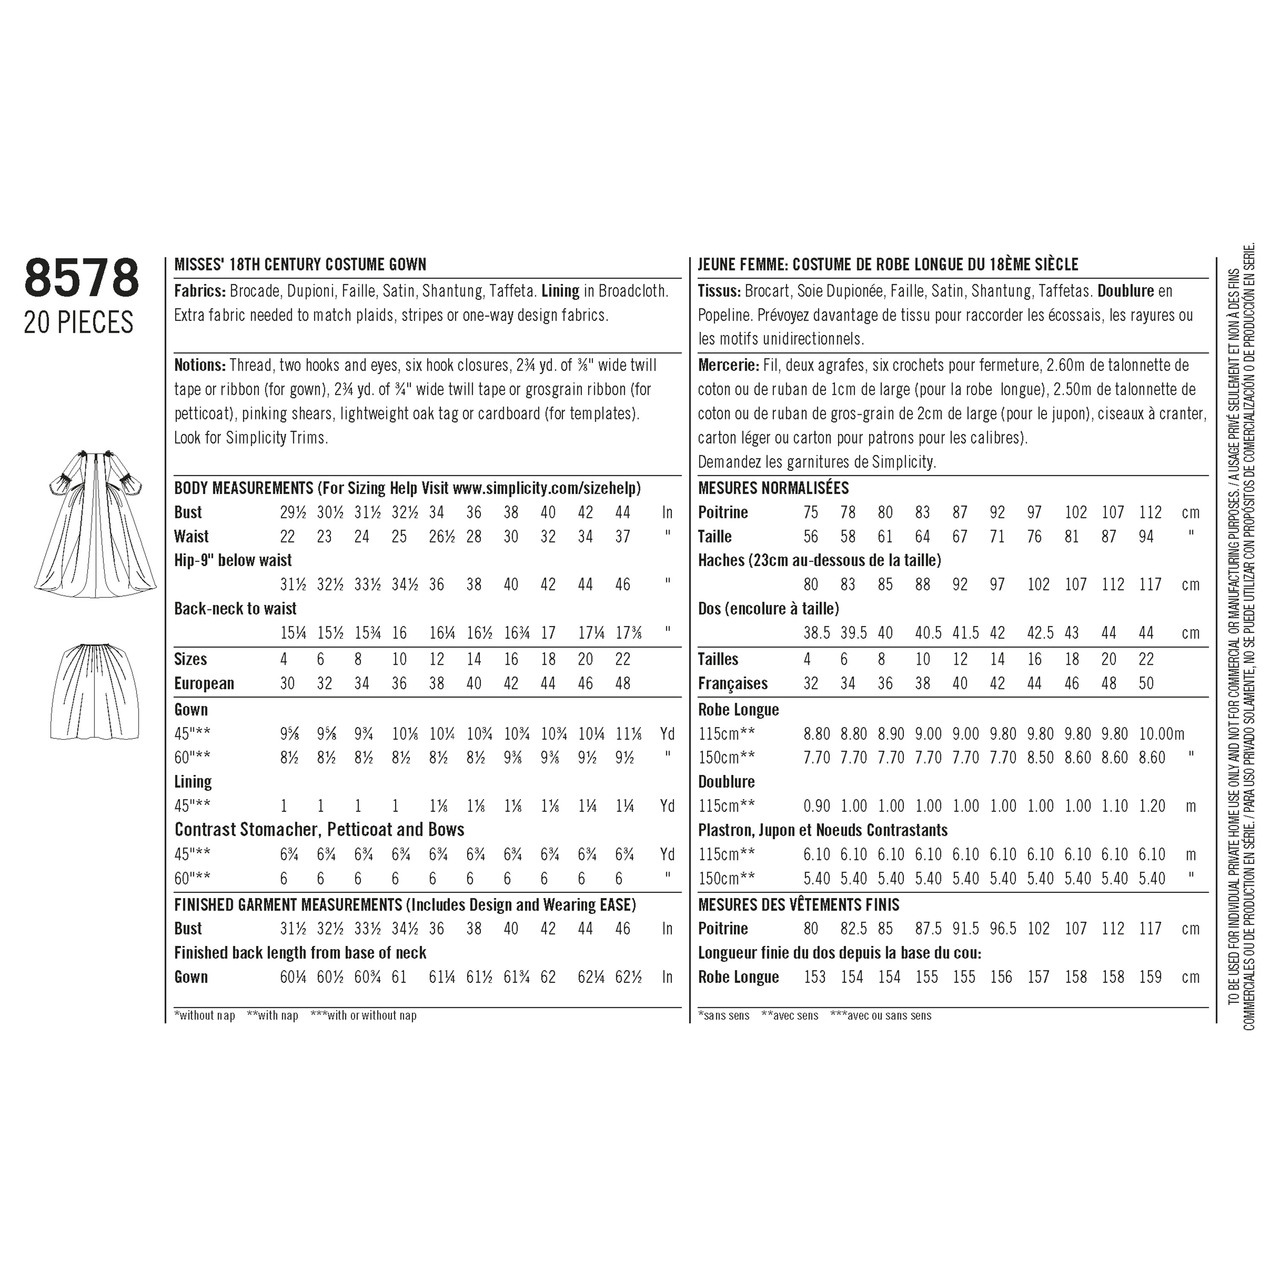 8578
20 PIECES
MISSES' 18TH CENTURY COSTUME GOWN
Fabrics: Brocade, Dupioni, Faille, Satin, Shantung, Taffeta. Lining in Broadcloth.
Extra fabric needed to match plaids, stripes or one-way design fabrics.
Notions: Thread, two hooks and eyes, six hook closures, 2¾ yd. of ⅜" wide twill
tape or ribbon (for gown), 2¾ yd. of ¾" wide twill tape or grosgrain ribbon (for
petticoat), pinking shears, lightweight oak tag or cardboard (for templates).
Look for Simplicity Trims.
BODY MEASUREMENTS (For Sizing Help Visit www.simplicity.com/sizehelp)
Bust 29½ 30½ 31½ 32½ 34 36 38 40 42 44 In
Waist 22 23 24 25 26½ 28 30 32 34 37 "
Hip-9" below waist
31½ 32½ 33½ 34½ 36 38 40 42 44 46 "
Back-neck to waist
15¼ 15½ 15¾ 16 16¼ 16½ 16¾ 17 17¼ 17⅜ "
Sizes 4 6 8 10 12 14 16 18 20 22
European 30 32 34 36 38 40 42 44 46 48
Gown
45"** 9¾ 10¼ 10¾ 10¾ 10¾ Yd
60"** 8½ 8½ 8½ 8½ 8½ 8½ 9⅜ 9⅜ 9½ 9½ "
Lining
45"** 1 1 1 1 1⅛ 1⅛ 1⅛ 1⅛ 1¼ 1¼ Yd
Contrast Stomacher, Petticoat and Bows
45"** 6¾ 6¾ 6¾ 6¾ 6¾ 6¾ 6¾ 6¾ 6¾ 6¾ Yd
60"** 6 6 6 6 6 6 6 6 6 6 "
FINISHED GARMENT MEASUREMENTS (Includes Design and Wearing EASE)
Bust 31½ 32½ 33½ 34½ 36 38 40 42 44 46 In
Finished back length from base of neck
Gown 60¼ 60½ 60¾ 61 61¼ 61½ 61¾ 62 62¼ 62½ In
*without nap **with nap ***with or without nap
JEUNE FEMME: COSTUME DE ROBE LONGUE DU 18ÈME SIÈCLE
Tissus: Brocart, Soie Dupionée, Faille, Satin, Shantung, Taffetas. Doublure en
Popeline. Prévoyez davantage de tissu pour raccorder les écossais, les rayures ou
les motifs unidirectionnels.
Mercerie: Fil, deux agrafes, six crochets pour fermeture, 2.60m de talonnette de
coton ou de ruban de 1cm de large (pour la robe longue), 2.50m de talonnette de
coton ou de ruban de gros-grain de 2cm de large (pour le jupon), ciseaux à cranter,
carton léger ou carton pour patrons pour les calibres).
Demandez les garnitures de Simplicity.
MESURES NORMALISÉES
Poitrine 75 78 80 83 87 92 97 102 107 112 cm
Taille 56 58 61 64 67 71 76 81 87 94 "
Haches (23cm au-dessous de la taille)
80 83 85 88 92 97 102 107 112 117 cm
Dos (encolure à taille)
38.5 39.5 40 40.5 41.5 42 42.5 43 44 44 cm
Tailles 4 6 8 10 12 14 16 18 20 22
Françaises 32 34 36 38 40 42 44 46 48 50
Robe Longue
115cm** 8.80 8.80 8.90 9.00 9.00 9.80 9.80 9.80 9.80 10.00m
150cm** 7.70 7.70 7.70 7.70 7.70 7.70 8.50 8.60 8.60 8.60 "
Doublure
115cm** 0.90 1.00 1.00 1.00 1.00 1.00 1.00 1.00 1.10 1.20 m
Plastron, Jupon et Noeuds Contrastants
115cm** 6.10 6.10 6.10 6.10 6.10 6.10 6.10 6.10 6.10 6.10 m
150cm** 5.40 5.40 5.40 5.40 5.40 5.40 5.40 5.40 5.40 5.40 "
MESURES DES VÊTEMENTS FINIS
Poitrine 80 82.5 85 87.5 91.5 96.5 102 107 112 117 cm
Longueur finie du dos depuis la base du cou:
Robe Longue 153 154 154 155 155 156 157 158 158 159 cm
*sans sens **avec sens ***avec ou sans sens
TO BE USED FOR INDIVIDUAL PRIVATE HOME USE ONLY AND NOT FOR COMMERCIAL OR MANUFACTURING PURPOSES. / A USAGE PRIVÉ SEULEMENT ET NON À DES FINS
COMMERCIALES OU DE PRODUCTION EN SÉRIE. / PARA USO PRIVADO SOLAMENTE, NO SE PUEDE UTILIZAR CON PROPÓSITOS DE COMERCIALIZACIÓN O DE PRODUCCIÓN EN SERIE.